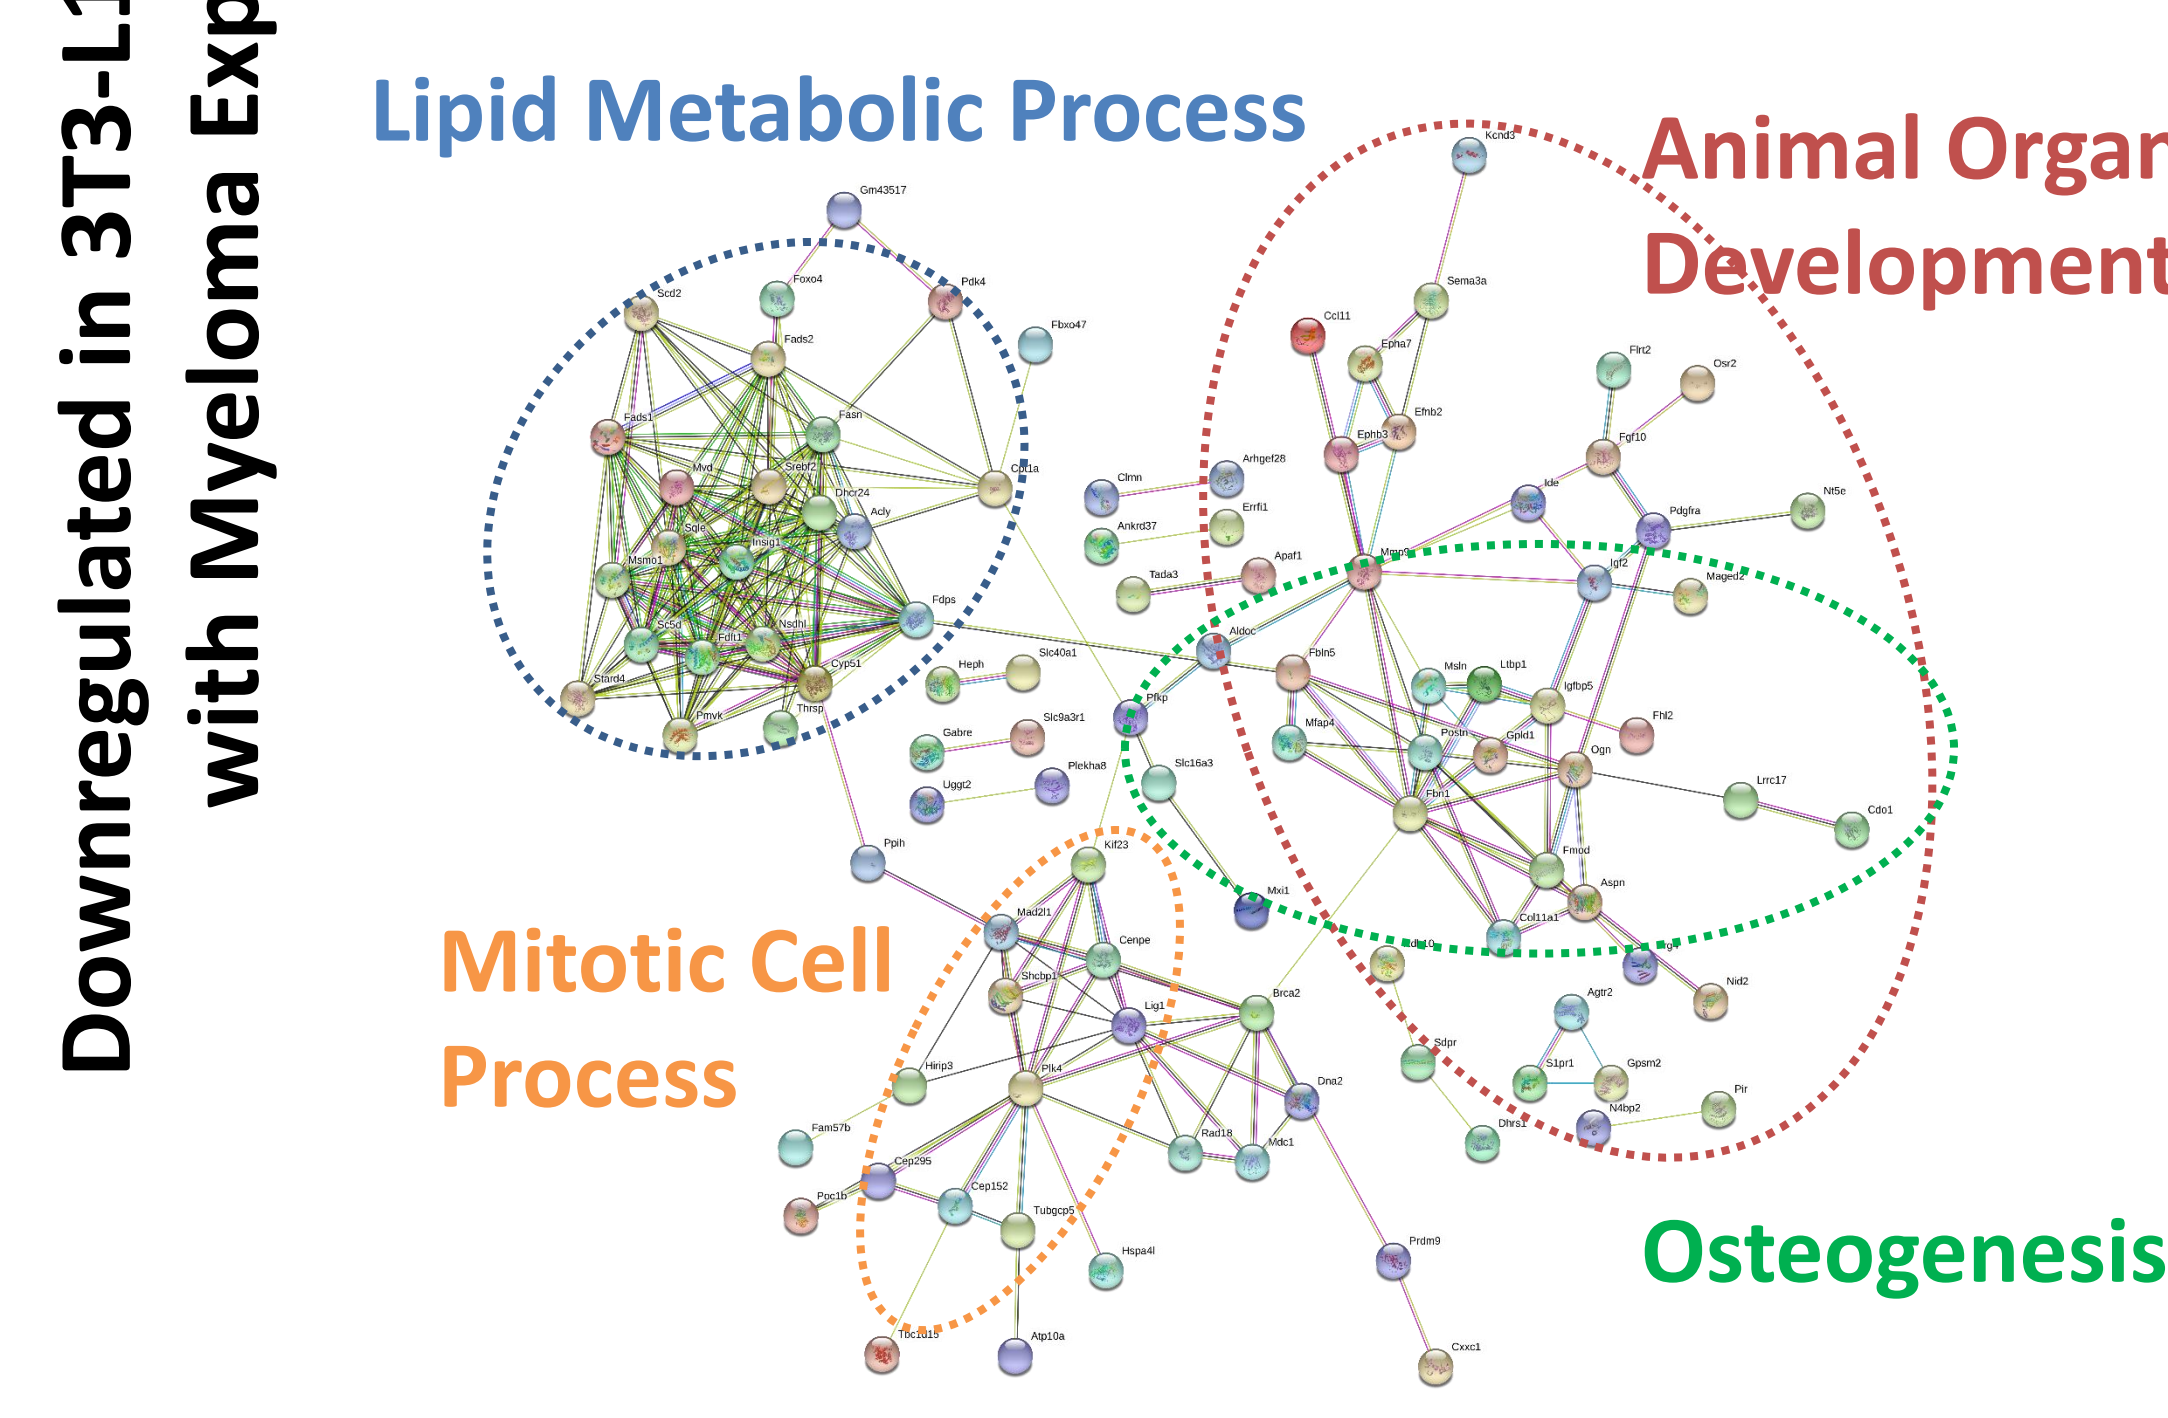 Downregulated in 3T3-L1
with Myeloma Exp
Lipid Metabolic Process
Animal Organ
Development
Kcnd3
Gm43517
Foxo4
Pdk4
Scd2
Sema3a
Fbxo47
Ccl11
Fads2
Epha7
Flrt2
Osr2
Fads1
Fasn
Efnb2
Ephb3
Fgf10
Mvd
Srebf2
Cpt1a
Clmn
Arhgef28
Ide
Nt5e
Dhcr24
Acly
Ankrd37
Errfi1
Pdgfra
Sqle
Insig1
Msmo1
Tada3
Apaf1
Mmp9
Igf2
Maged2
Fdps
Sc5d
Fdft1
Nsdhl
Aldoc
Cyp51
Heph
Slc40a1
Fbln5
Msln
Ltbp1
Igfbp5
Stard4
Pmvk
Thrsp
Pfkp
Gabre
Slc9a3r1
Mfap4
Postn
Gpld1
Fhl2
Ogn
Uggt2
Plekha8
Slc16a3
Fbn1
Lrrc17
Cdo1
Ppih
Kif23
Fmod
Aspn
Mxi1
Mitotic Cell
Process
Mad2l1
Cenpe
Col11a1
Shcbp1
Brca2
Nid2
Lig1
Agtr2
Hirip3
Plk4
Sdpr
S1pr1
Gpsm2
Dna2
Pir
N4bp2
Fam57b
Rad18
Mdc1
Dhrs1
Cep295
Poc1b
Cep152
Tubgcp5
Hspa4l
Prdm9
Osteogenesis
Tbc1d15
Atp10a
Cxxc1